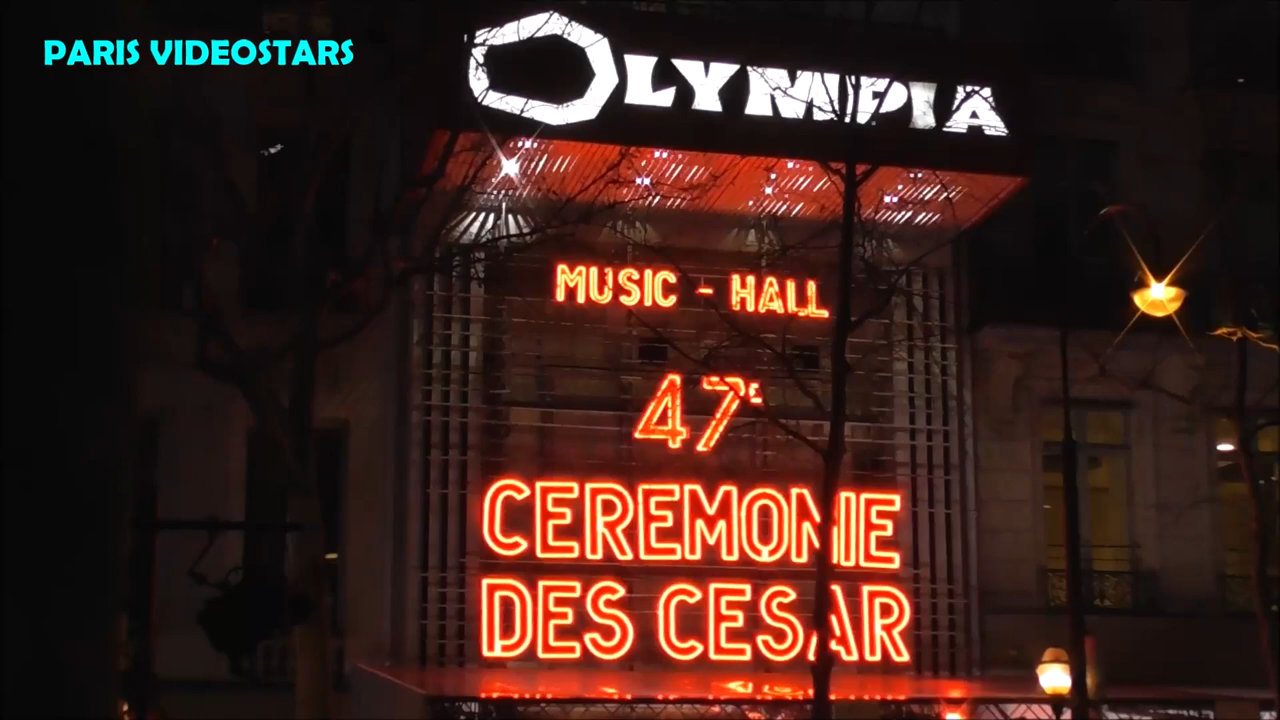 PARIS VIDEOSTARS
OLYMPIA
MUSIC - HALL
47e
CEREMONIE
DES CESAR